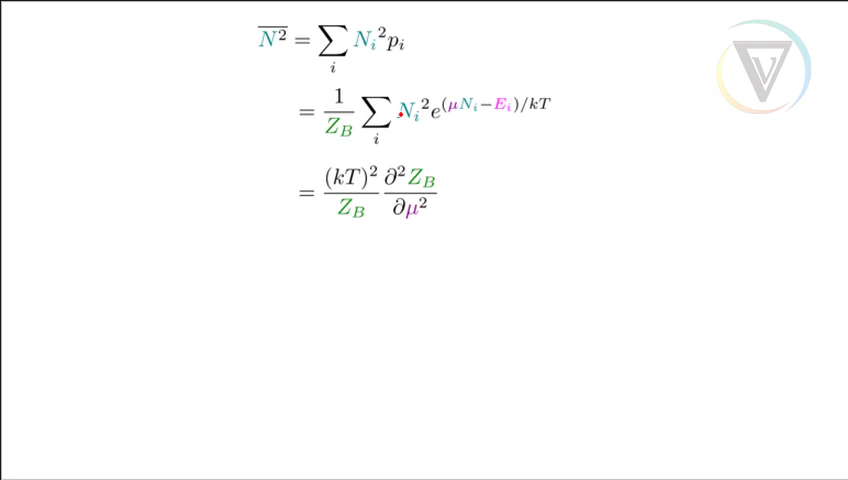 $\overline{N^2} = \sum_i N_i{}^2 p_i$
$= \frac{1}{Z_B} \sum_i N_i{}^2 e^{(\mu N_i - E_i)/kT}$
$= \frac{(kT)^2}{Z_B} \frac{\partial^2 Z_B}{\partial \mu^2}$
V